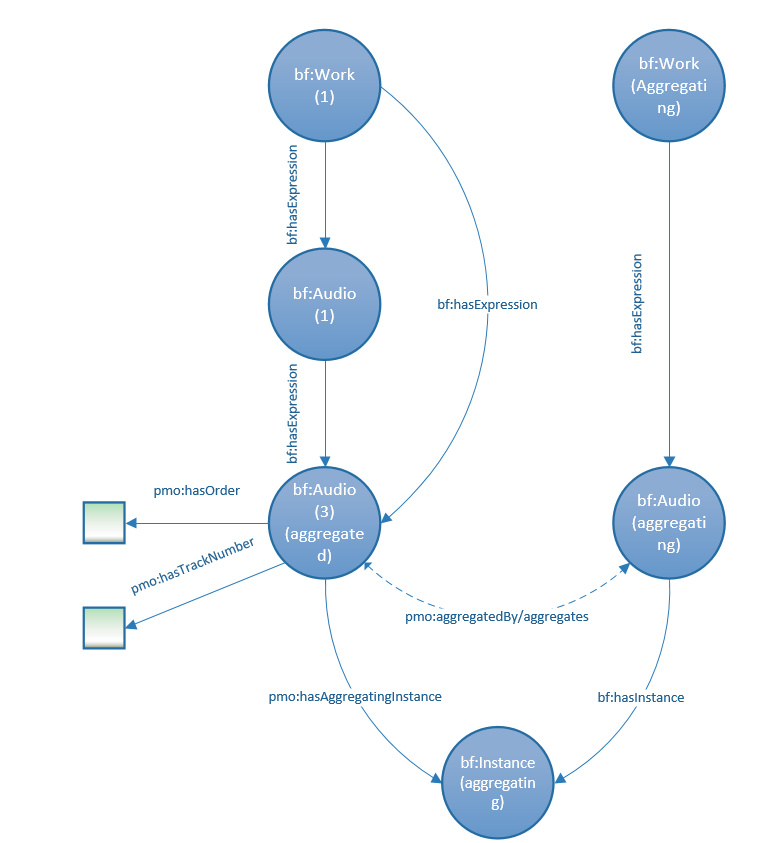 bf:Work
(1)
bf:Work
(Aggregati
ng)
bf:hasExpression
bf:hasExpression
bf:Audio
(1)
bf:hasExpression
bf:hasExpression
bf:hasExpression
pmo:hasOrder
bf:Audio
(3)
(aggregate
d)
bf:Audio
(aggregati
ng)
pmo:hasTrackNumber
pmo:aggregatedBy/aggregates
pmo:hasAggregatingInstance
bf:hasInstance
bf:Instance
(aggregatin
g)